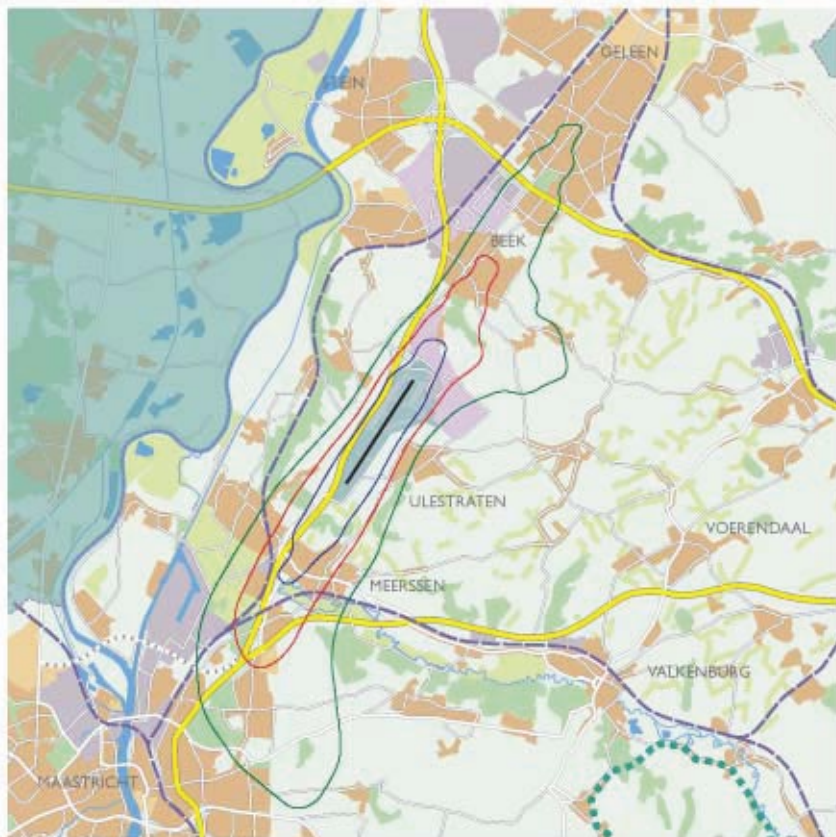 GELEEN
STEIN
BEEK
ULESTRATEN
VOERENDAAL
MEERSSEN
VALKENBURG
MAASTRICHT